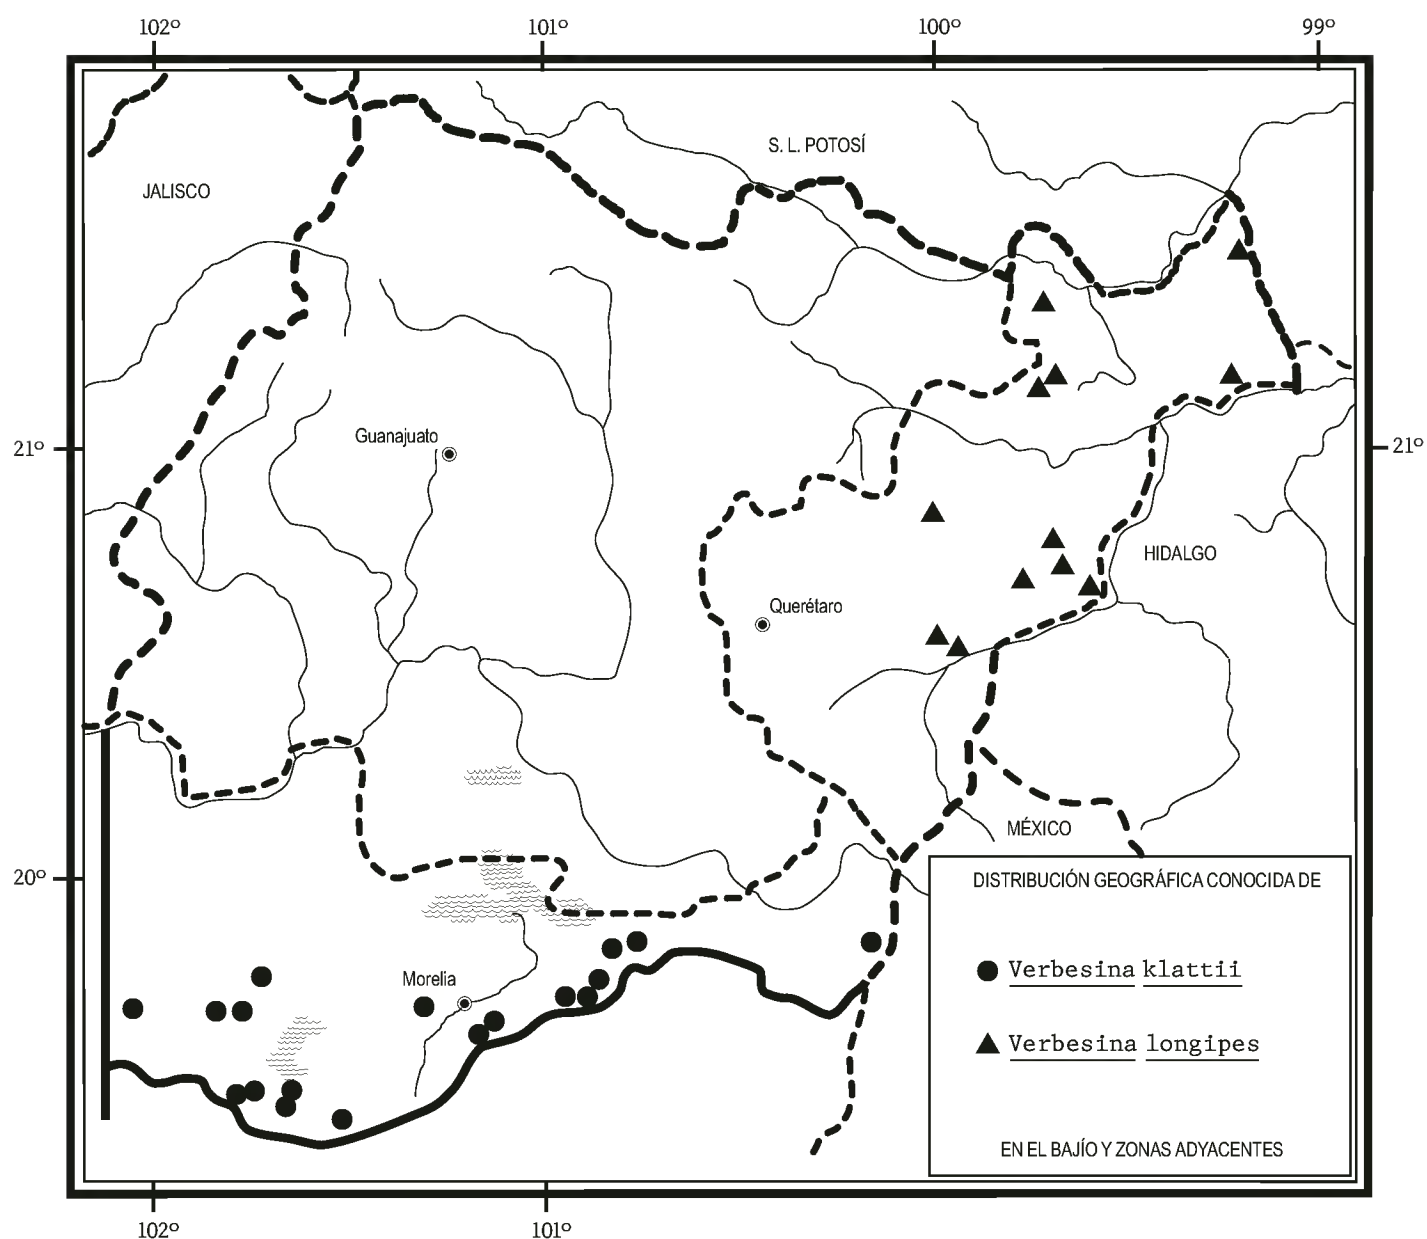 102º 101º 100º 99º
S. L. POTOSÍ
JALISCO
Guanajuato
21º 21º
HIDALGO
Querétaro
MÉXICO
20º
DISTRIBUCIÓN GEOGRÁFICA CONOCIDA DE
Verbesina klattii
Morelia
Verbesina longipes
EN EL BAJÍO Y ZONAS ADYACENTES
102º 101º